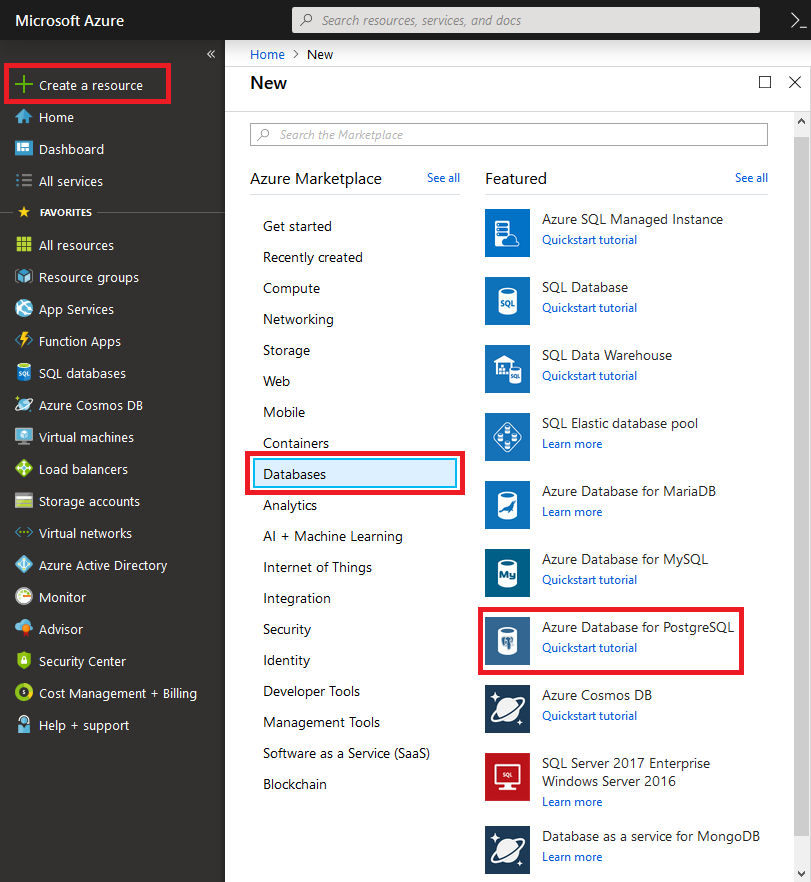 Microsoft Azure
Search resources, services, and docs
Create a resource
Home
Dashboard
All services
FAVORITES
All resources
Resource groups
App Services
Function Apps
SQL databases
Azure Cosmos DB
Virtual machines
Load balancers
Storage accounts
Virtual networks
Azure Active Directory
Monitor
Advisor
Security Center
Cost Management + Billing
Help + support
Home > New
New
Search the Marketplace
Azure Marketplace See all
Get started
Recently created
Compute
Networking
Storage
Web
Mobile
Containers
Databases
Analytics
AI + Machine Learning
Internet of Things
Integration
Security
Identity
Developer Tools
Management Tools
Software as a Service (SaaS)
Blockchain
Featured See all
Azure SQL Managed Instance
Quickstart tutorial
SQL
SQL Database
Quickstart tutorial
SQL
SQL Data Warehouse
Quickstart tutorial
SQL Elastic database pool
Learn more
Azure Database for MariaDB
Learn more
My
Azure Database for MySQL
Quickstart tutorial
Azure Database for PostgreSQL
Quickstart tutorial
Azure Cosmos DB
Quickstart tutorial
SQL
SQL Server 2017 Enterprise
Windows Server 2016
Learn more
Database as a service for MongoDB
Learn more